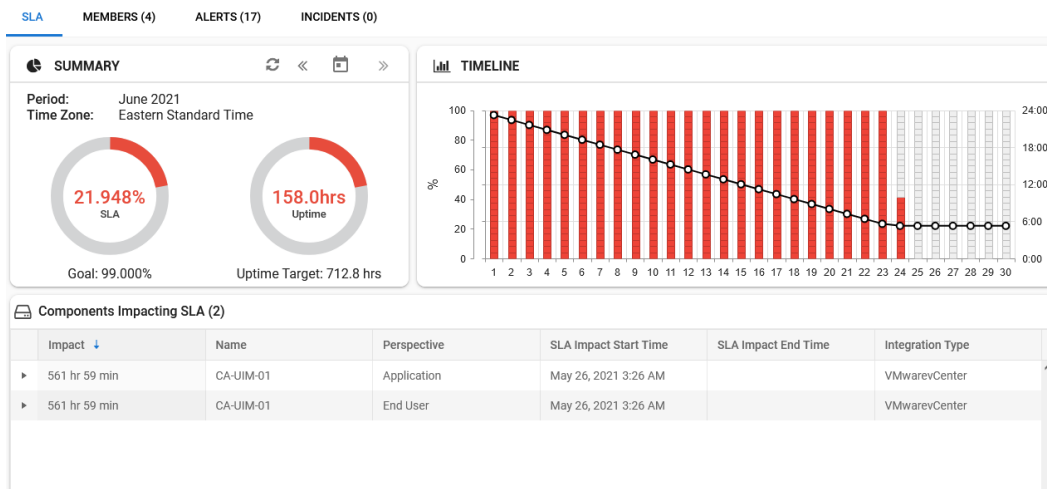 SLA MEMBERS (4) ALERTS (17) INCIDENTS (0)
SUMMARY
Period: June 2021
Time Zone: Eastern Standard Time
21.948%
SLA
158.0hrs
Uptime
Goal: 99.000% Uptime Target: 712.8 hrs
TIMELINE
100 24:00
80 18:00
60
%
12:00
40
20 6:00
0 0:00
1 2 3 4 5 6 7 8 9 10 11 12 13 14 15 16 17 18 19 20 21 22 23 24 25 26 27 28 29 30
Components Impacting SLA (2)
Impact Name Perspective SLA Impact Start Time SLA Impact End Time Integration Type
561 hr 59 min CA-UIM-01 Application May 26, 2021 3:26 AM VMwarevCenter
561 hr 59 min CA-UIM-01 End User May 26, 2021 3:26 AM VMwarevCenter